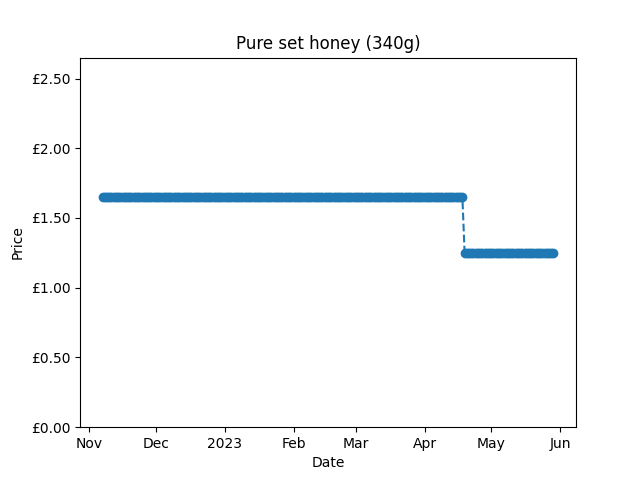 Pure set honey (340g)
£2.50
£2.00
£1.50
£1.00
£0.50
£0.00
Price
Nov Dec 2023 Feb Mar Apr May Jun
Date